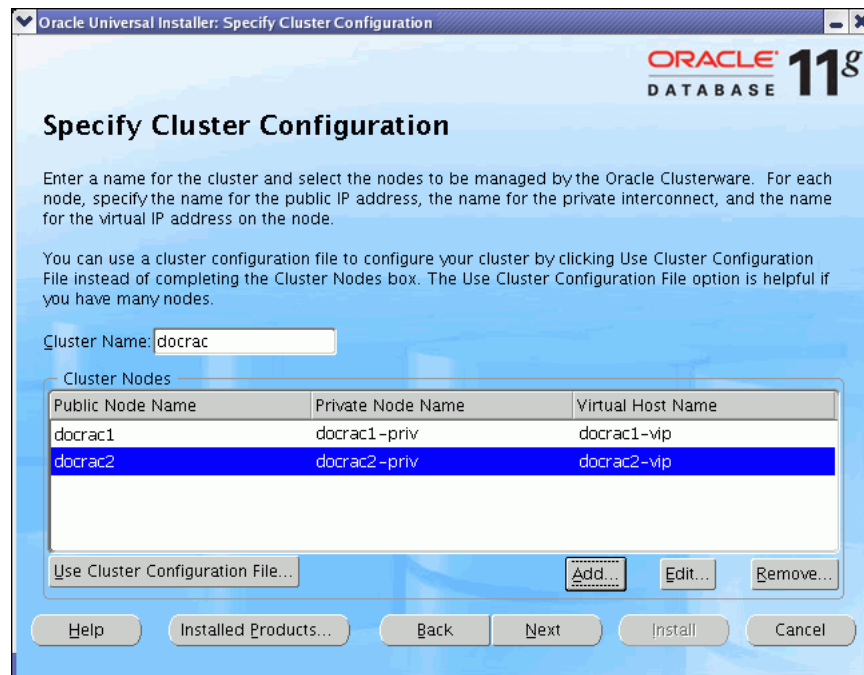 Oracle Universal Installer: Specify Cluster Configuration
ORACLE
DATABASE
11g
Specify Cluster Configuration
Enter a name for the cluster and select the nodes to be managed by the Oracle Clusterware. For each
node, specify the name for the public IP address, the name for the private interconnect, and the name
for the virtual IP address on the node.
You can use a cluster configuration file to configure your cluster by clicking Use Cluster Configuration
File instead of completing the Cluster Nodes box. The Use Cluster Configuration File option is helpful if
you have many nodes.
Cluster Name: docrac
Cluster Nodes
Public Node Name Private Node Name Virtual Host Name
docrac1 docrac1-priv docrac1-vip
docrac2 docrac2-priv docrac2-vip
Use Cluster Configuration File... Add... Edit... Remove...
Help Installed Products... Back Next Install Cancel